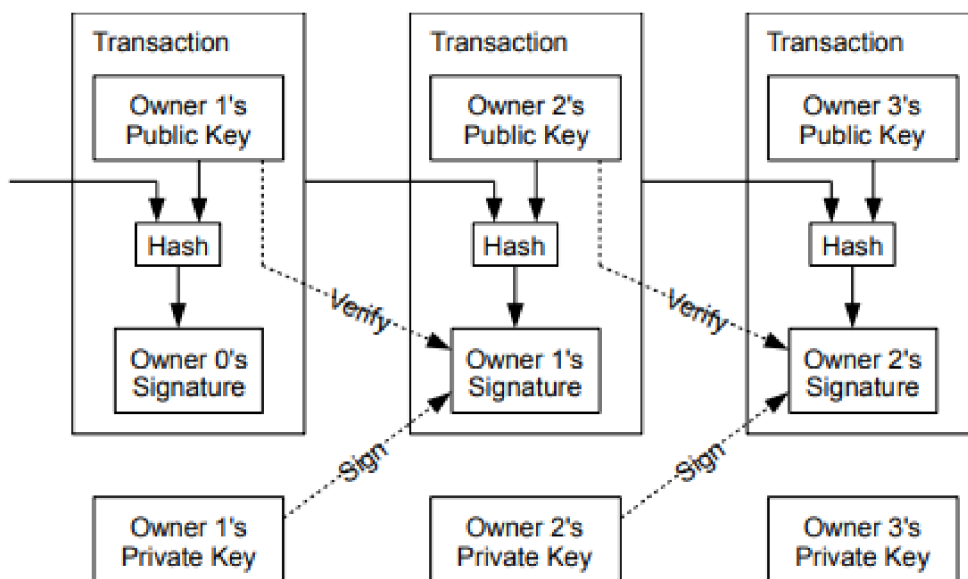 Transaction
Transaction
Transaction
Owner 1's
Public Key
Owner 2's
Public Key
Owner 3's
Public Key
Hash
Hash
Hash
Verify
Verify
Owner 0's
Signature
Owner 1's
Signature
Owner 2's
Signature
Sign
Sign
Owner 1's
Private Key
Owner 2's
Private Key
Owner 3's
Private Key